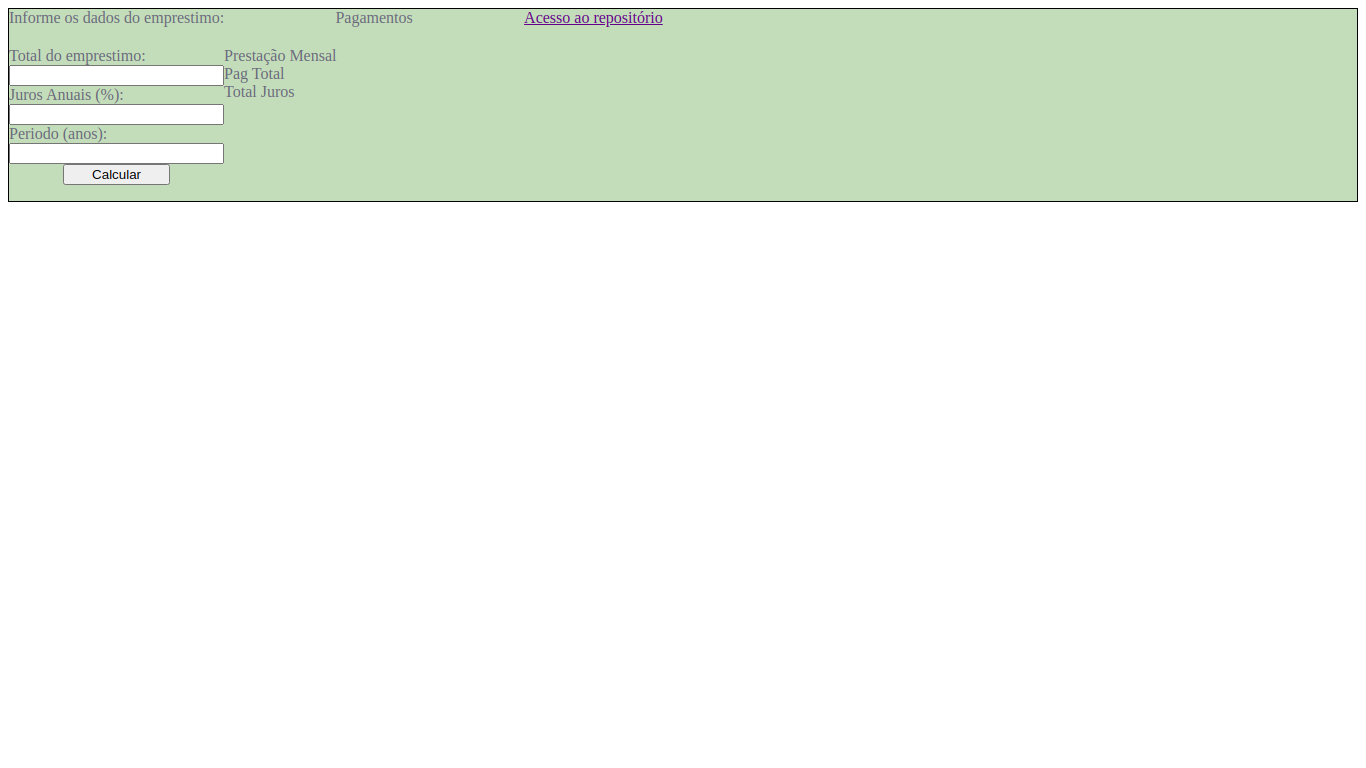 Informe os dados do emprestimo: Pagamentos Acesso ao repositório
Total do emprestimo:
Juros Anuais (%):
Periodo (anos):
Calcular
Prestação Mensal
Pag Total
Total Juros